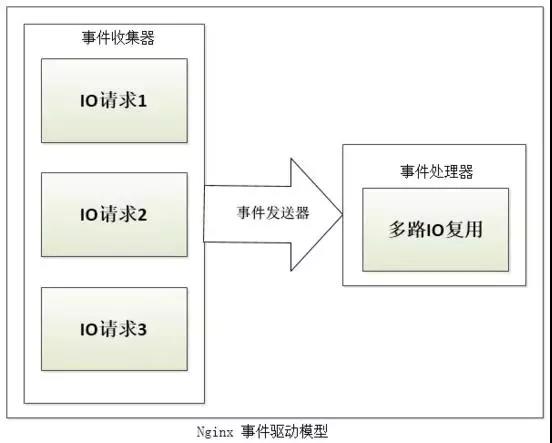 事件收集器
IO请求1
IO请求2
IO请求3
事件发送器
事件处理器
多路IO复用
Nginx 事件驱动模型